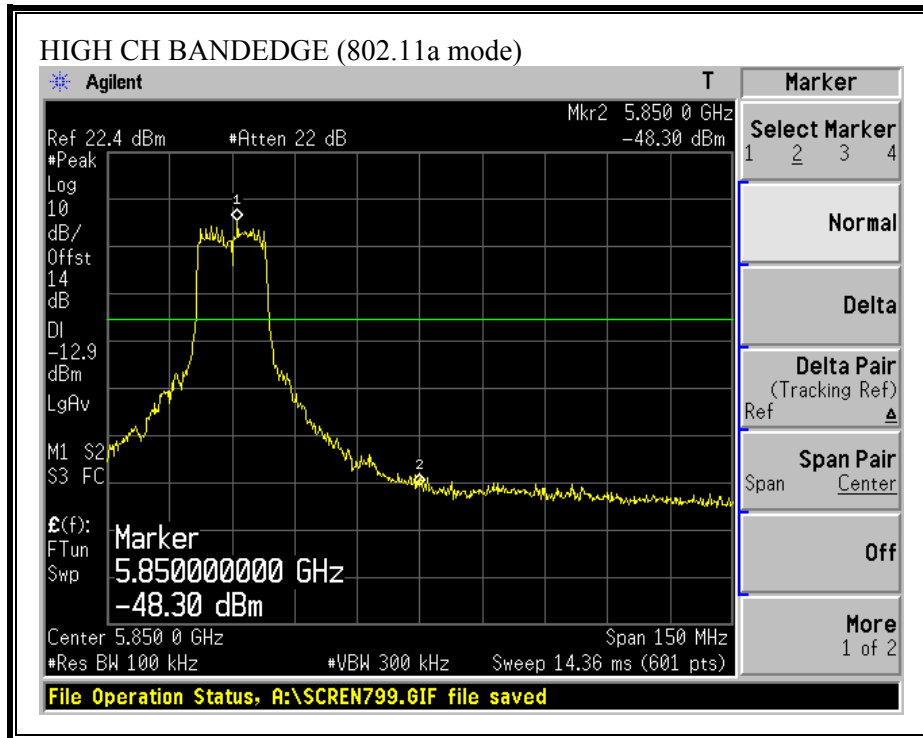 HIGH CH BANDEDGE (802.11a mode)
Agilent T Marker
Mkr2 5.850 0 GHz
Ref 22.4 dBm #Atten 22 dB -48.30 dBm
#Peak
Log
10
dB/
Offst
14
dB
DI
-12.9
dBm
LgAv
M1 S2
S3 FC
£(f):
FTun
Swp
1
2
Marker
5.850000000 GHz
-48.30 dBm
Center 5.850 0 GHz Span 150 MHz
#Res BW 100 kHz #VBW 300 kHz Sweep 14.36 ms (601 pts)
Select Marker
1 2 3 4
Normal
Delta
Delta Pair
(Tracking Ref)
Ref Δ
Span Pair
Span Center
Off
More
1 of 2
File Operation Status, A:\SCREN799.GIF file saved